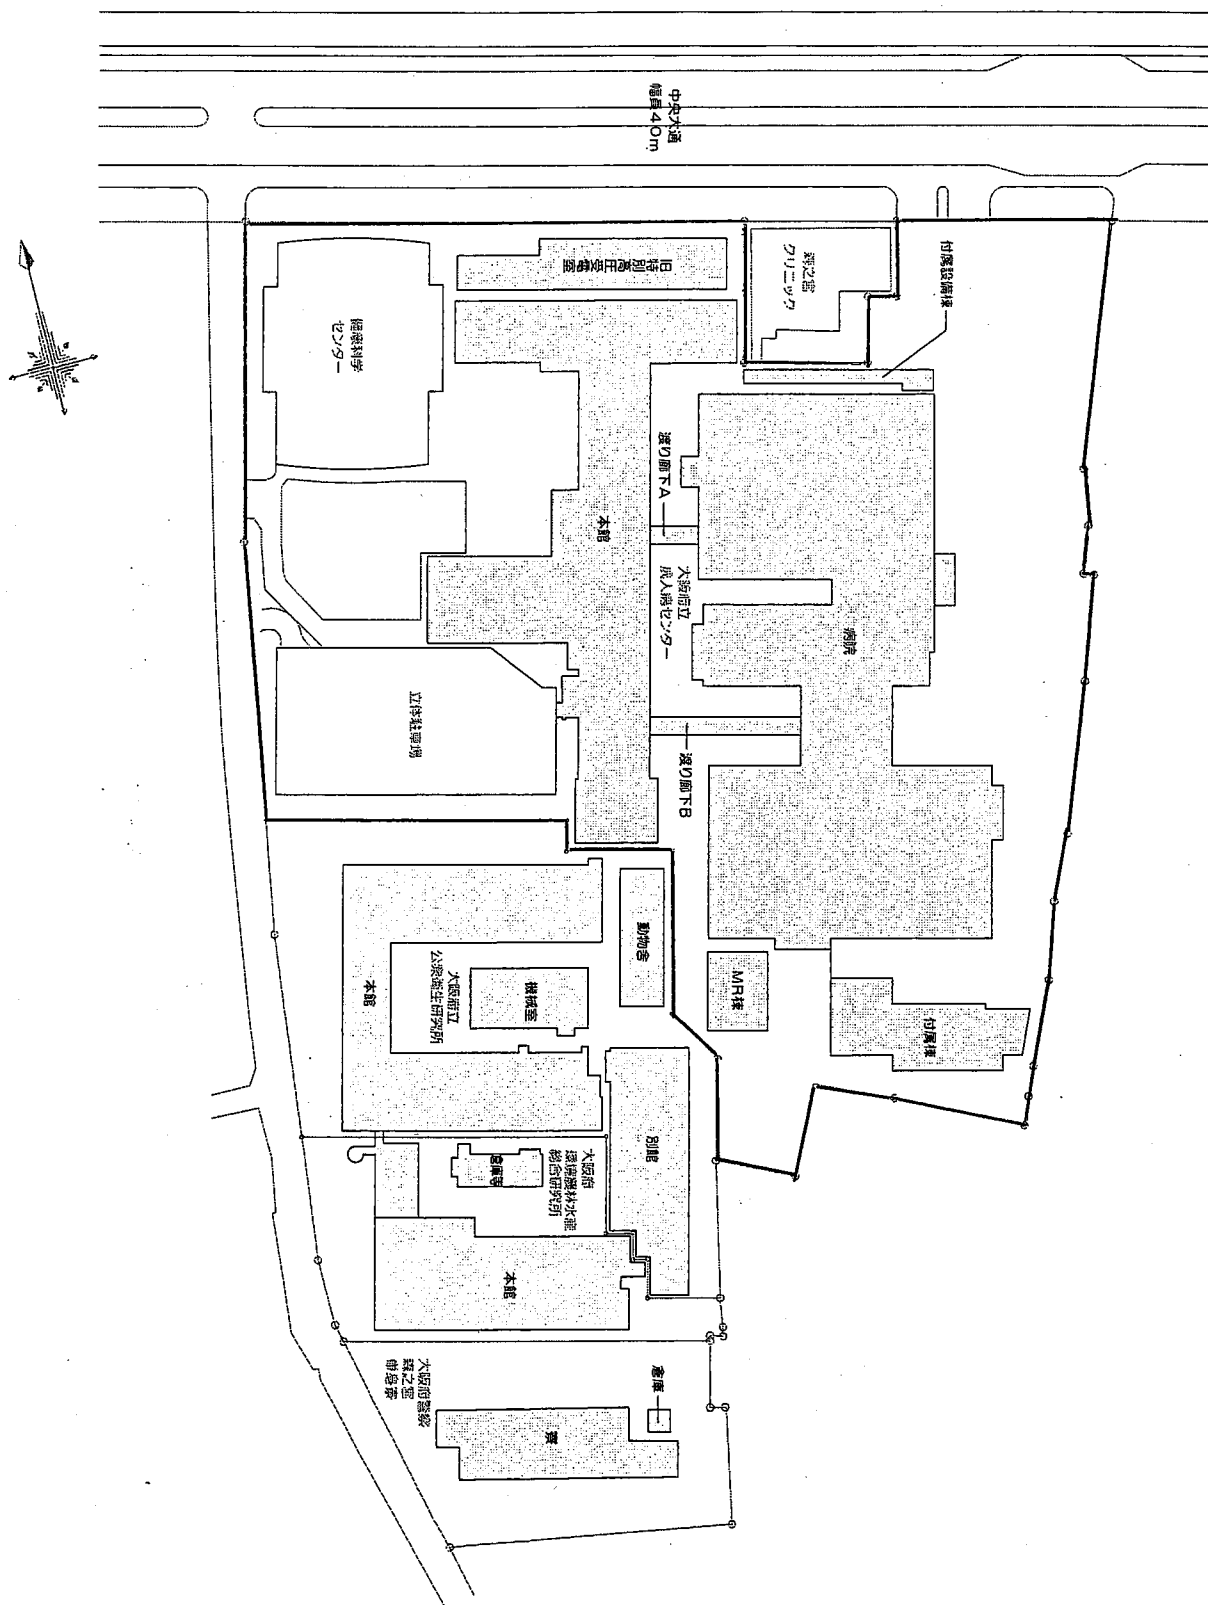 中央大通
幅員40m
旧
特別高圧受電室
森之宮
クリニック
付属設備棟
健康科学
センター
渡り廊下A
本館
大阪府立
成人病センター
病院
立体駐車場
渡り廊下B
動物舎
MR棟
付属棟
機械室
大阪府立
公衆衛生研究所
本館
別館
倉庫等
大阪府
環境農林水産
総合研究所
本館
大阪府警察
森之宮
単身寮
倉庫
寮